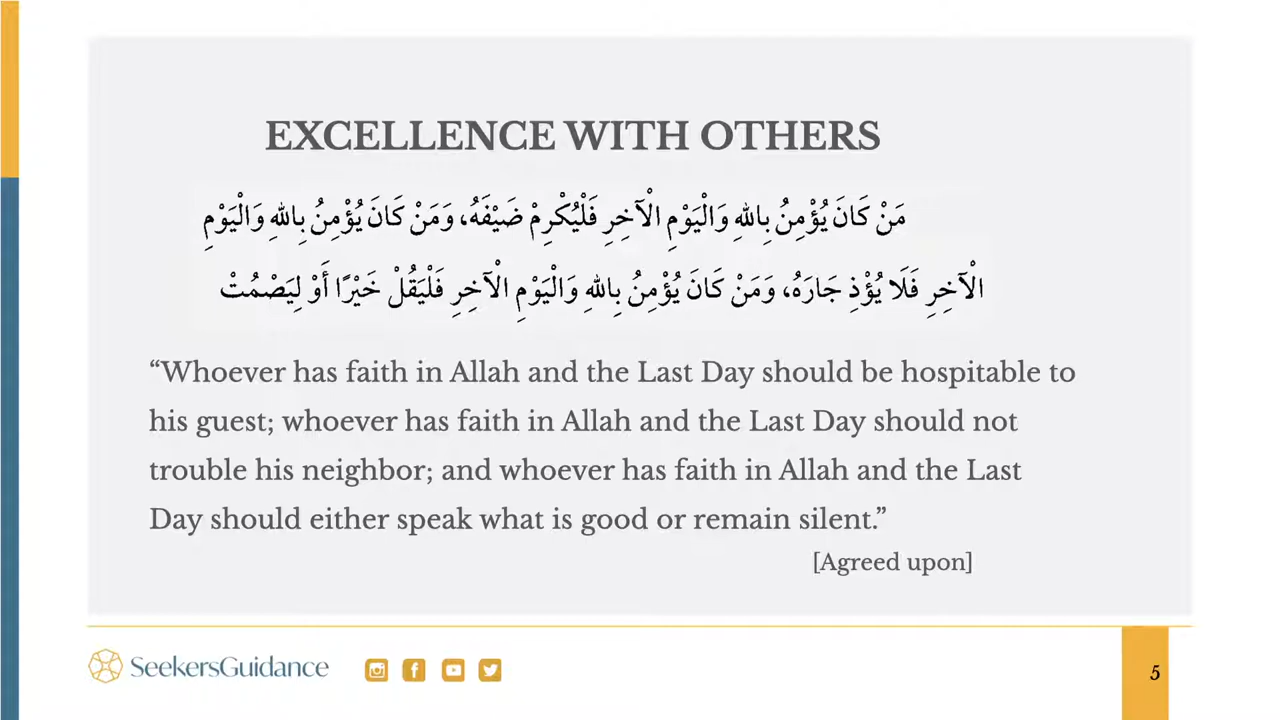 EXCELLENCE WITH OTHERS
مَنْ كَانَ يُؤْمِنُ بِاللهِ وَالْيَوْمِ الْآخِرِ فَلْيُكْرِمْ ضَيْفَهُ، وَمَنْ كَانَ يُؤْمِنُ بِاللهِ وَالْيَوْمِ
الْآخِرِ فَلَا يُؤْذِ جَارَهُ، وَمَنْ كَانَ يُؤْمِنُ بِاللهِ وَالْيَوْمِ الْآخِرِ فَلْيَقُلْ خَيْرًا أَوْ لِيَصْمُتْ
“Whoever has faith in Allah and the Last Day should be hospitable to
his guest; whoever has faith in Allah and the Last Day should not
trouble his neighbor; and whoever has faith in Allah and the Last
Day should either speak what is good or remain silent.”
[Agreed upon]
SeekersGuidance
5